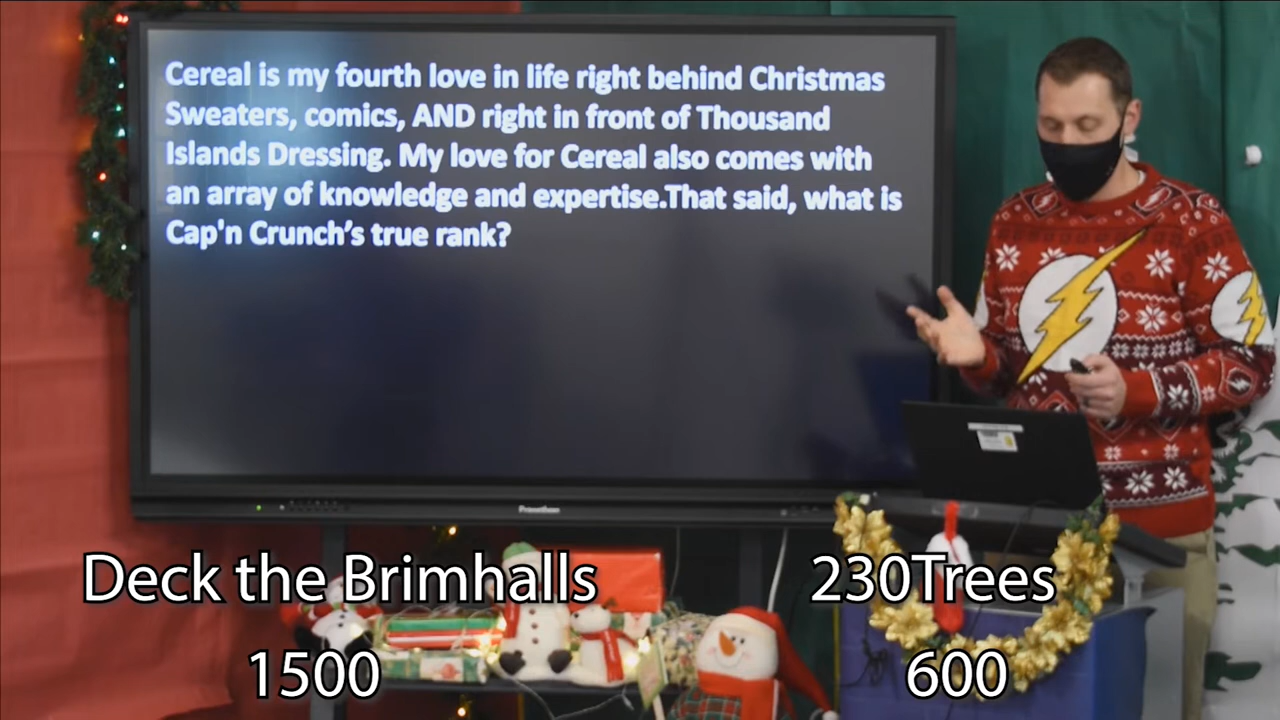 Cereal is my fourth love in life right behind Christmas
Sweaters, comics, AND right in front of Thousand
Islands Dressing. My love for Cereal also comes with
an array of knowledge and expertise.That said, what is
Cap'n Crunch’s true rank?
Promethean
Deck the Brimhalls
230Trees
1500
600